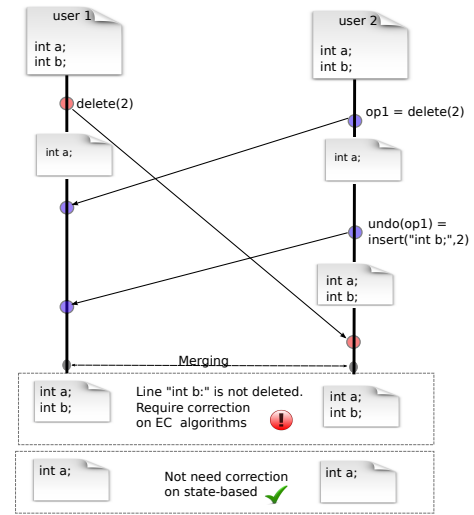 user 1
int a;
int b;
user 2
int a;
int b;
delete(2)
op1 = delete(2)
int a;
int a;
undo(op1) =
insert("int b;",2)
int a;
int b;
Merging
int a;
int b;
Line "int b:" is not deleted.
Require correction
on EC algorithms
!
int a;
int b;
int a;
Not need correction
on state-based
int a;